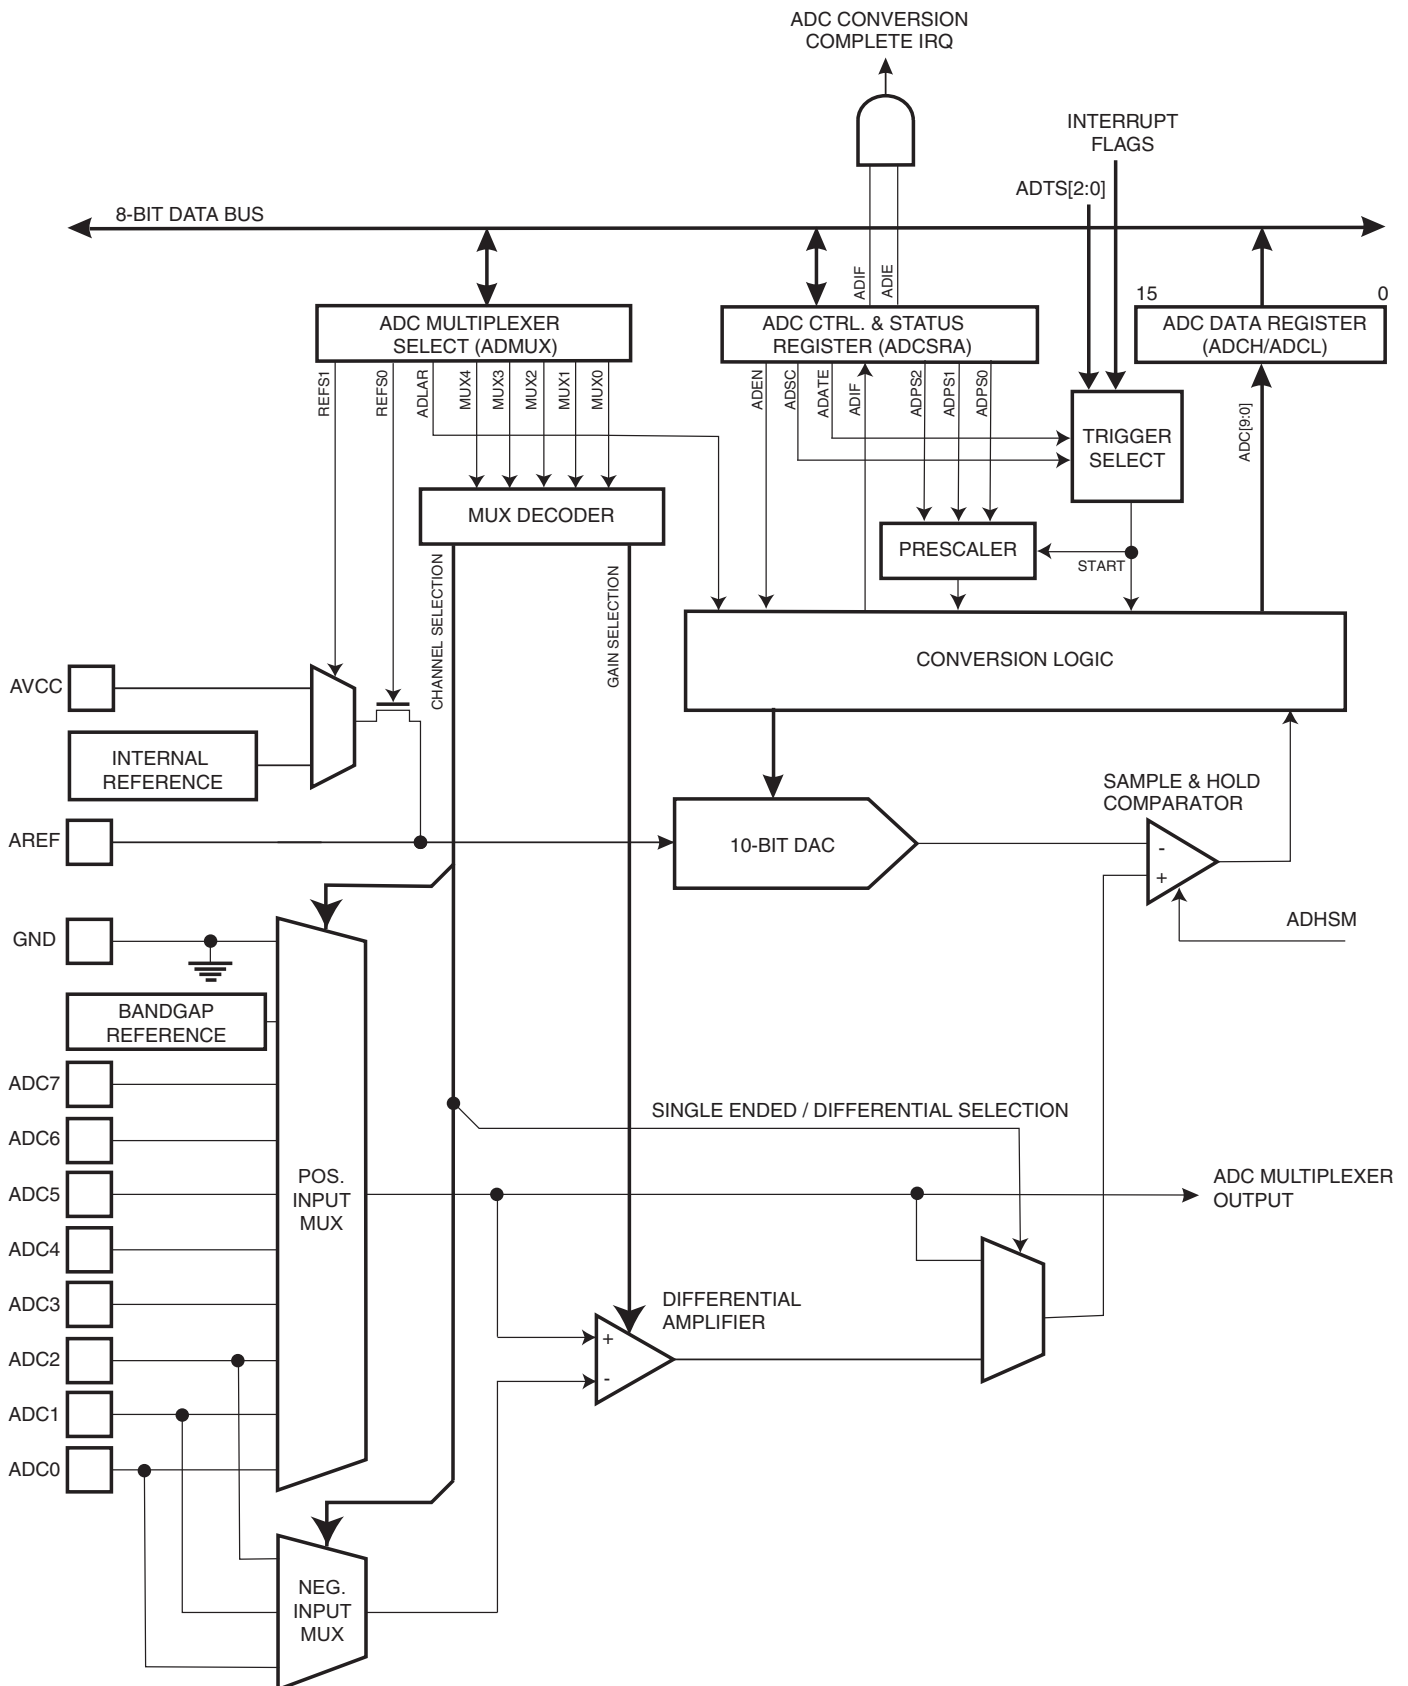 ADC CONVERSION
COMPLETE IRQ
INTERRUPT
FLAGS
ADTS[2:0]
8-BIT DATA BUS
ADIF
ADIE
15
0
ADC MULTIPLEXER
SELECT (ADMUX)
ADC CTRL. & STATUS
REGISTER (ADCSRA)
ADC DATA REGISTER
(ADCH/ADCL)
REFS1
REFS0
ADLAR
MUX4
MUX3
MUX2
MUX1
MUX0
ADEN
ADSC
ADATE
ADIF
ADPS2
ADPS1
ADPS0
ADC[9:0]
TRIGGER
SELECT
MUX DECODER
PRESCALER
START
CHANNEL SELECTION
GAIN SELECTION
CONVERSION LOGIC
AVCC
INTERNAL
REFERENCE
SAMPLE & HOLD
COMPARATOR
AREF
10-BIT DAC
-
+
ADHSM
GND
BANDGAP
REFERENCE
ADC7
SINGLE ENDED / DIFFERENTIAL SELECTION
ADC6
ADC5
POS.
INPUT
MUX
ADC MULTIPLEXER
OUTPUT
ADC4
ADC3
DIFFERENTIAL
AMPLIFIER
+
-
ADC2
ADC1
ADC0
NEG.
INPUT
MUX